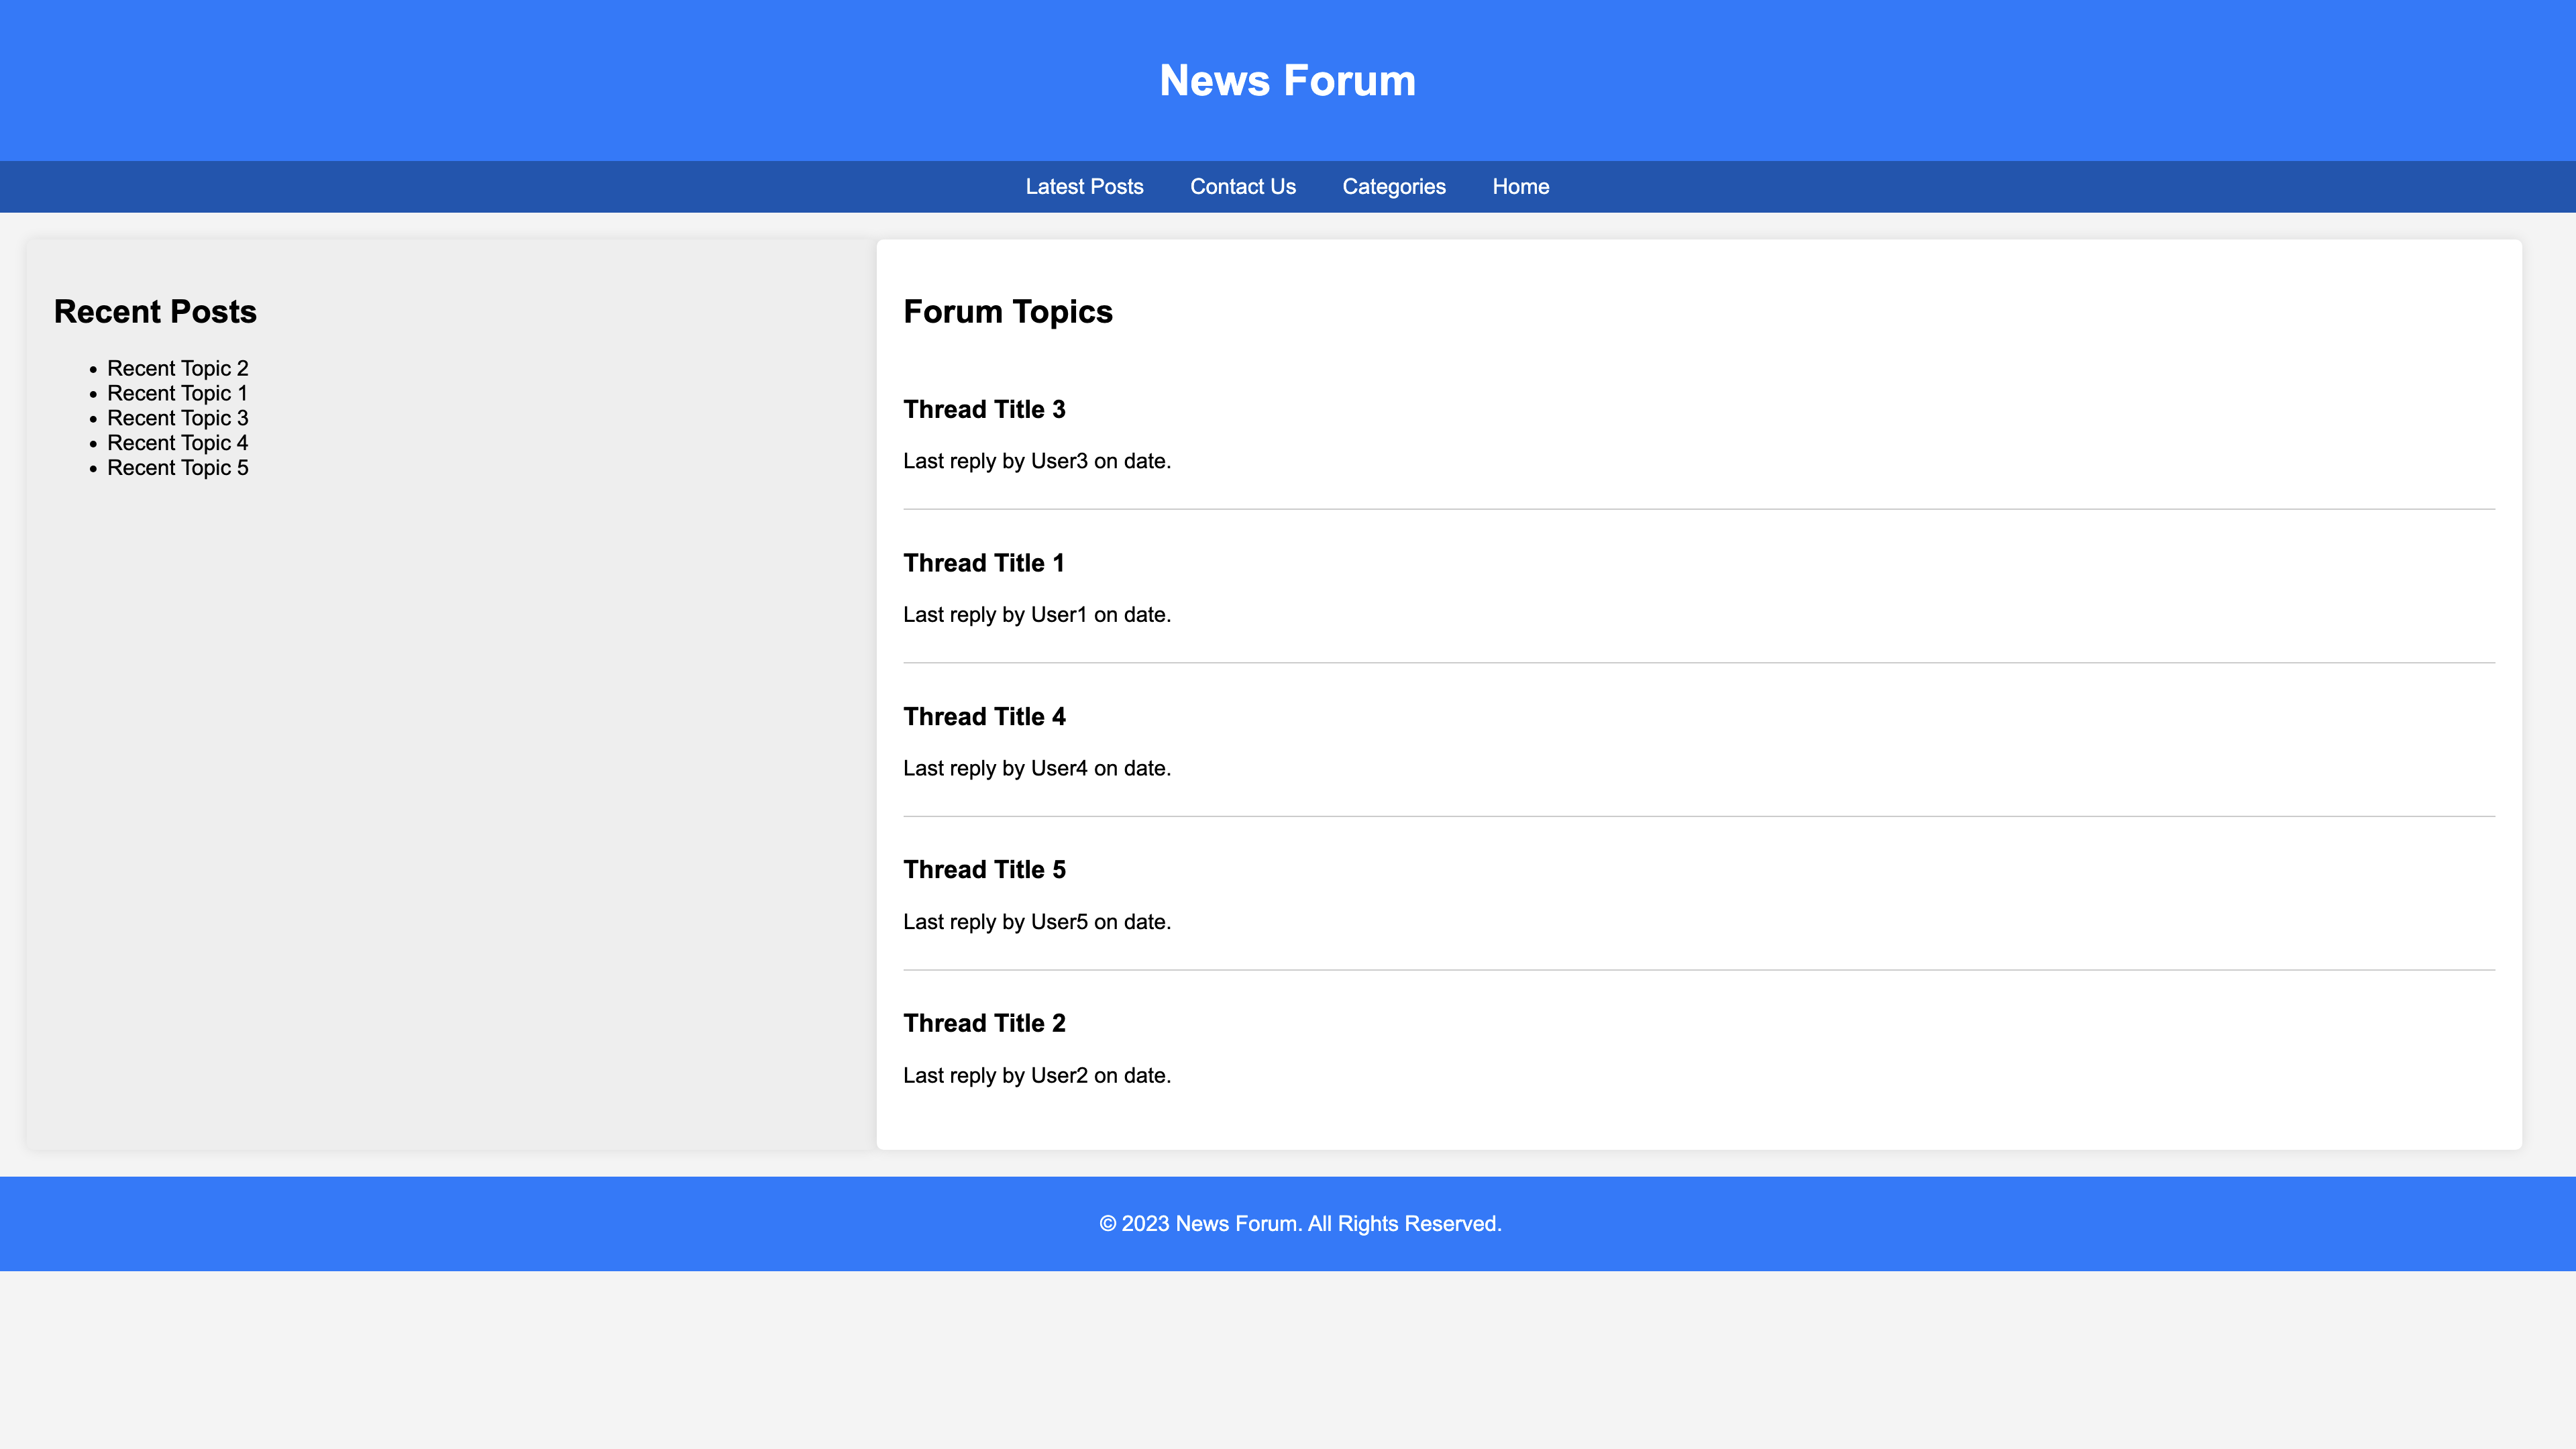 News Forum
Latest Posts Contact Us Categories Home
Recent Posts
Recent Topic 2
Recent Topic 1
Recent Topic 3
Recent Topic 4
Recent Topic 5
Forum Topics
Thread Title 3
Last reply by User3 on date.
Thread Title 1
Last reply by User1 on date.
Thread Title 4
Last reply by User4 on date.
Thread Title 5
Last reply by User5 on date.
Thread Title 2
Last reply by User2 on date.
© 2023 News Forum. All Rights Reserved.